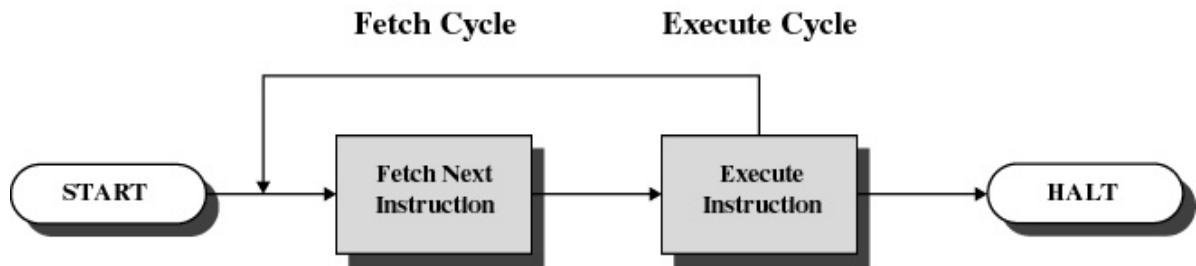 Fetch Cycle
Execute Cycle
START
Fetch Next
Instruction
Execute
Instruction
HALT